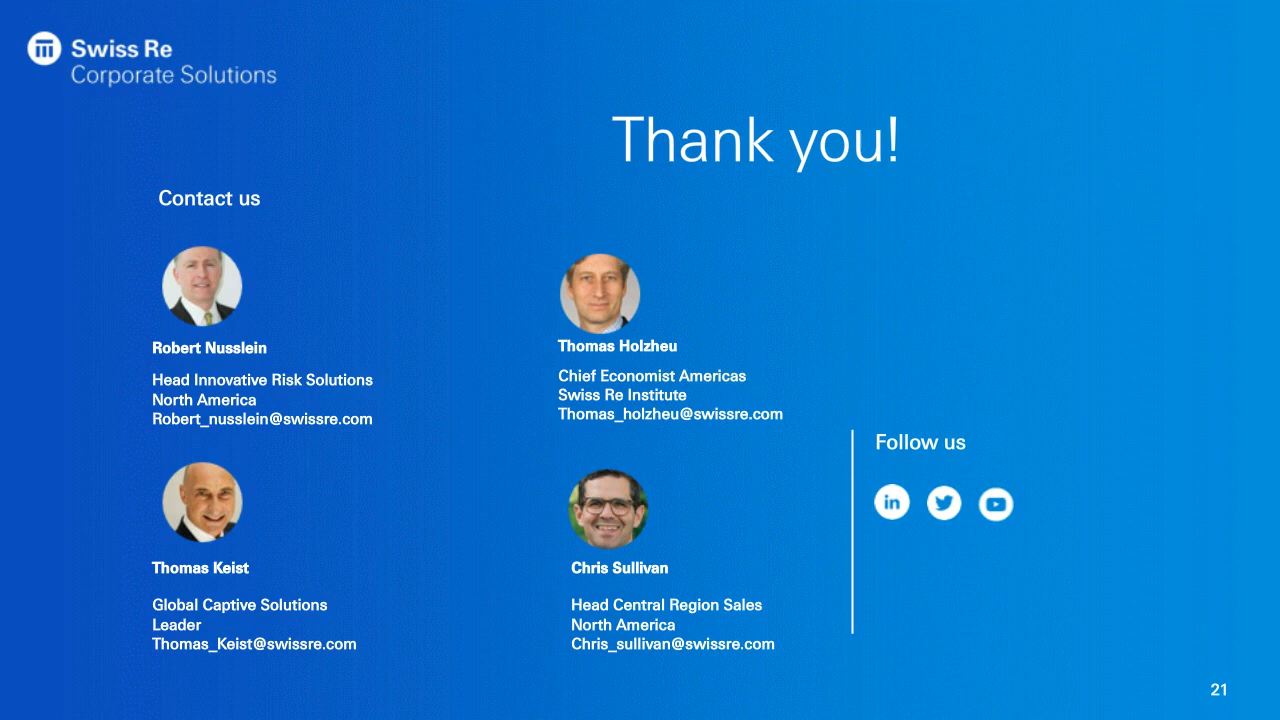 Swiss Re
Corporate Solutions
Thank you!
Contact us
Robert Nusslein
Head Innovative Risk Solutions
North America
Robert_nusslein@swissre.com
Thomas Holzheu
Chief Economist Americas
Swiss Re Institute
Thomas_holzheu@swissre.com
Thomas Keist
Global Captive Solutions
Leader
Thomas_Keist@swissre.com
Chris Sullivan
Head Central Region Sales
North America
Chris_sullivan@swissre.com
Follow us
in
21